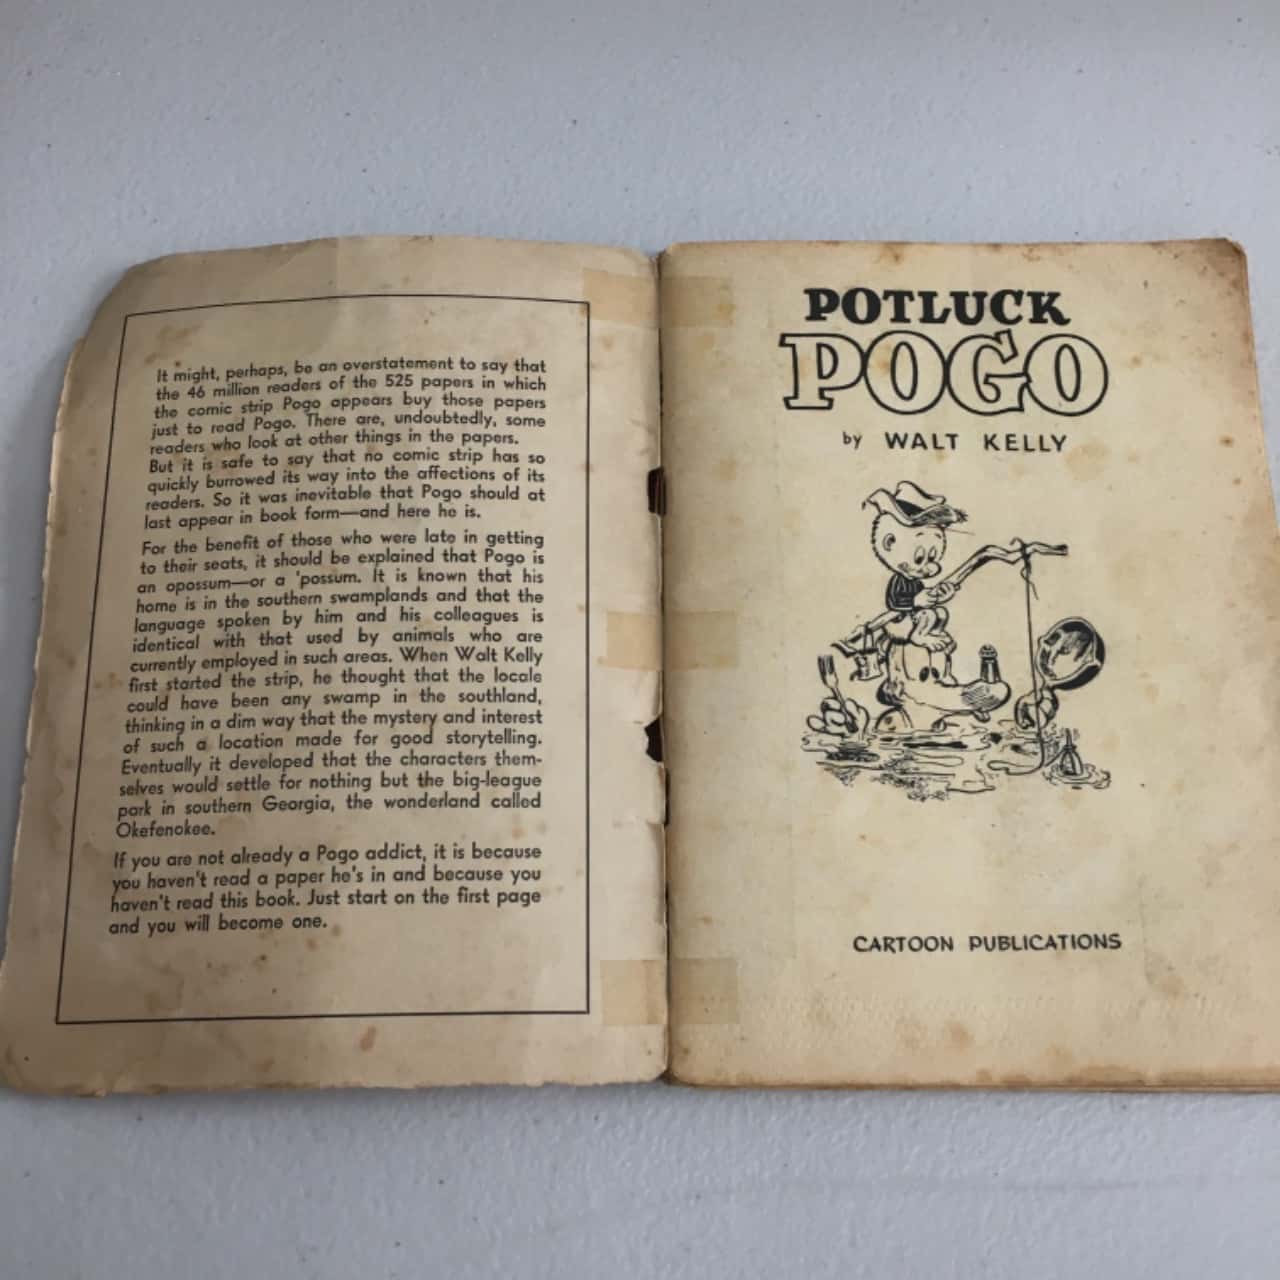 It might, perhaps, be an overstatement to say that
the 46 million readers of the 525 papers in which
the comic strip Pogo appears buy those papers
just to read Pogo. There are, undoubtedly, some
readers who look at other things in the papers.
But it is safe to say that no comic strip has so
quickly burrowed its way into the affections of its
readers. So it was inevitable that Pogo should at
last appear in book form—and here he is.
For the benefit of those who were late in getting
to their seats, it should be explained that Pogo is
an opossum—or a 'possum. It is known that his
home is in the southern swamplands and that the
language spoken by him and his colleagues is
identical with that used by animals who are
currently employed in such areas. When Walt Kelly
first started the strip, he thought that the locale
could have been any swamp in the southland,
thinking in a dim way that the mystery and interest
of such a location made for good storytelling.
Eventually it developed that the characters them-
selves would settle for nothing but the big-league
park in southern Georgia, the wonderland called
Okefenokee.
If you are not already a Pogo addict, it is because
you haven't read a paper he's in and because you
haven't read this book. Just start on the first page
and you will become one.
POTLUCK
POGO
by WALT KELLY
CARTOON PUBLICATIONS